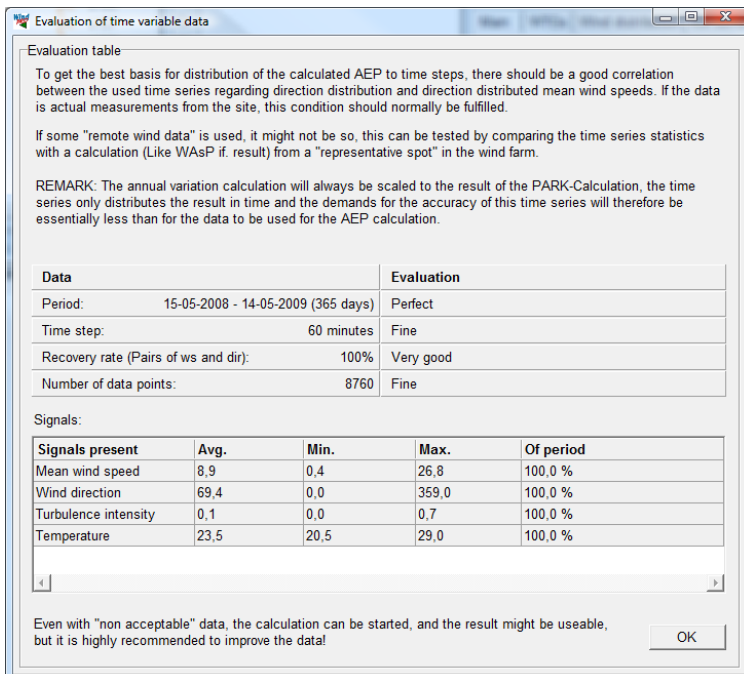 Evaluation of time variable data
Evaluation table
To get the best basis for distribution of the calculated AEP to time steps, there should be a good correlation
between the used time series regarding direction distribution and direction distributed mean wind speeds. If the data
is actual measurements from the site, this condition should normally be fulfilled.
If some "remote wind data" is used, it might not be so, this can be tested by comparing the time series statistics
with a calculation (Like WAsP if. result) from a "representative spot" in the wind farm.
REMARK: The annual variation calculation will always be scaled to the result of the PARK-Calculation, the time
series only distributes the result in time and the demands for the accuracy of this time series will therefore be
essentially less than for the data to be used for the AEP calculation.
Data Evaluation
Period: 15-05-2008 - 14-05-2009 (365 days) Perfect
Time step: 60 minutes Fine
Recovery rate (Pairs of ws and dir): 100% Very good
Number of data points: 8760 Fine
Signals:
Signals present Avg. Min. Max. Of period
Mean wind speed 8,9 0,4 26,8 100,0 %
Wind direction 69,4 0,0 359,0 100,0 %
Turbulence intensity 0,1 0,0 0,7 100,0 %
Temperature 23,5 20,5 29,0 100,0 %
Even with "non acceptable" data, the calculation can be started, and the result might be useable,
but it is highly recommended to improve the data!
OK